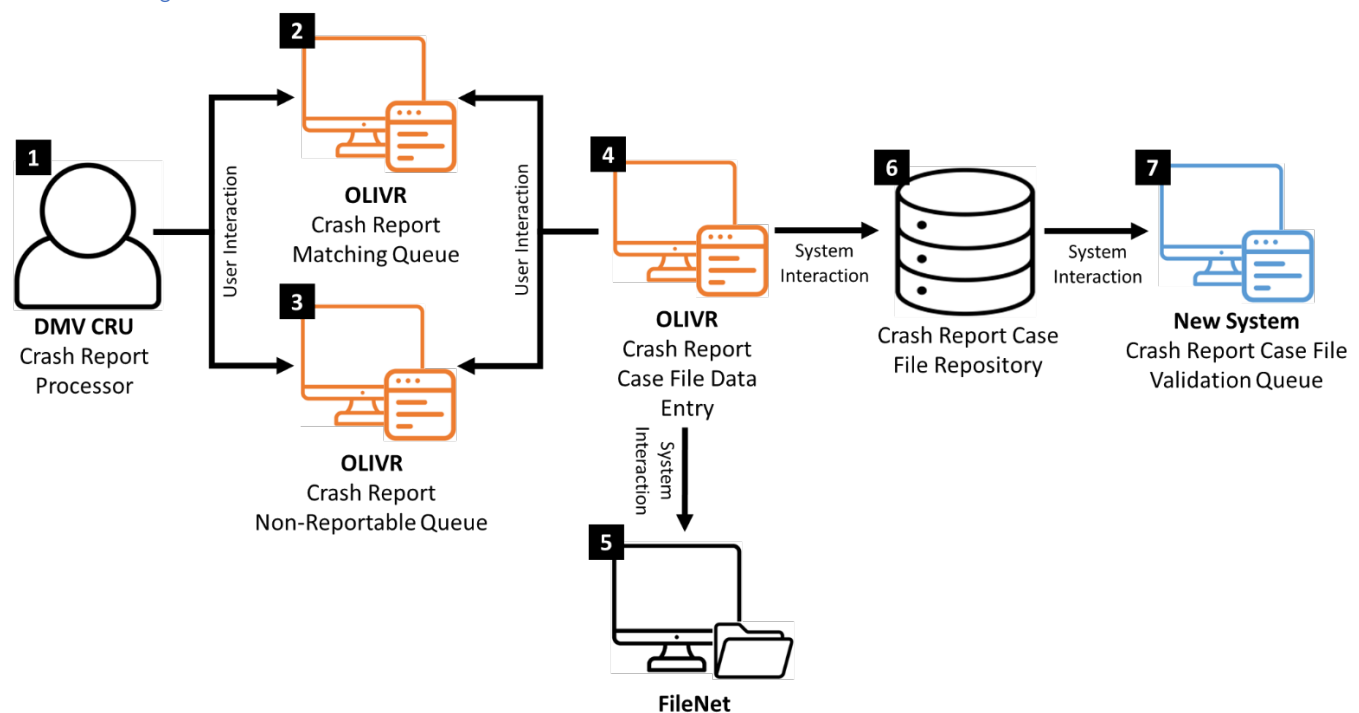 1
DMV CRU
Crash Report
Processor
User Interaction
2
OLIVR
Crash Report
Matching Queue
3
OLIVR
Crash Report
Non-Reportable Queue
User Interaction
4
OLIVR
Crash Report
Case File Data
Entry
System
Interaction
5
FileNet
System
Interaction
6
Crash Report Case
File Repository
System
Interaction
7
New System
Crash Report Case File
Validation Queue